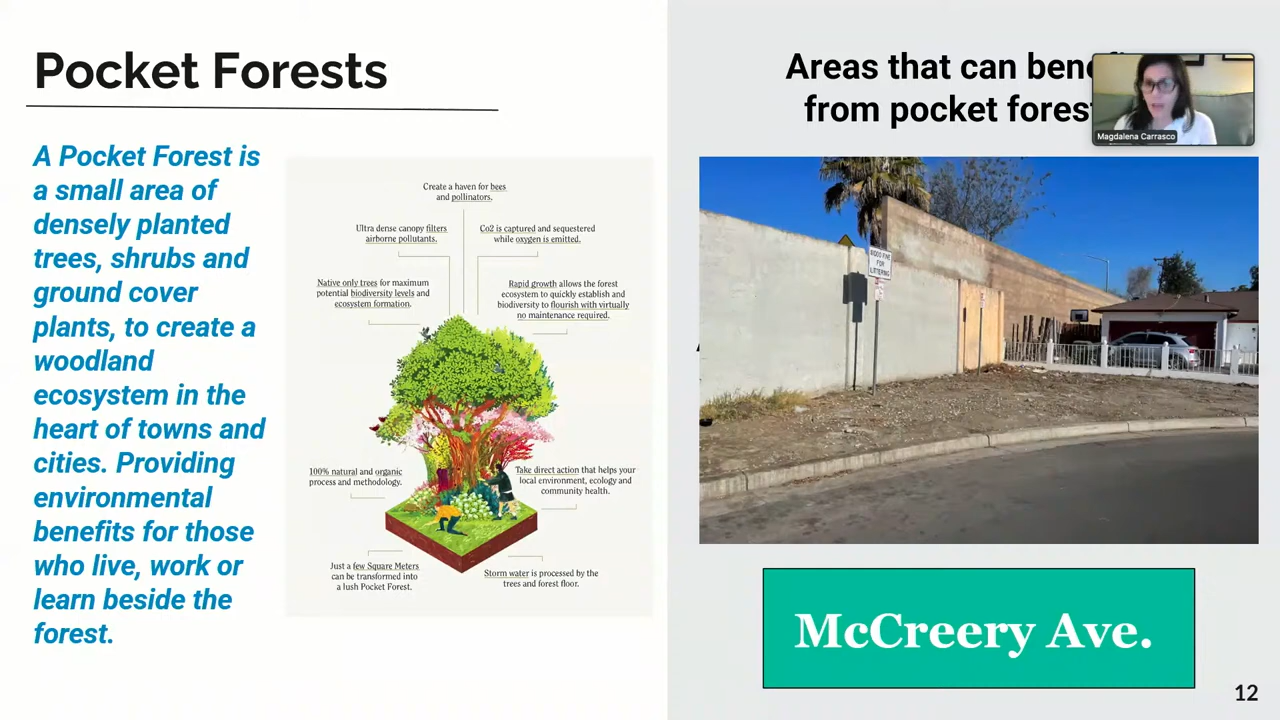 Pocket Forests
A Pocket Forest is
a small area of
densely planted
trees, shrubs and
ground cover
plants, to create a
woodland
ecosystem in the
heart of towns and
cities. Providing
environmental
benefits for those
who live, work or
learn beside the
forest.
Create a haven for bees
and pollinators.
Ultra dense canopy filters
airborne pollutants.
Co2 is captured and sequestered
while oxygen is emitted.
Native only trees for maximum
potential biodiversity levels and
ecosystem formation.
Rapid growth allows the forest
ecosystem to quickly establish and
biodiversity to flourish with virtually
no maintenance required.
100% natural and organic
process and methodology.
Take direct action that helps your
local environment, ecology and
community health.
Just a few Square Meters
can be transformed into
a lush Pocket Forest.
Storm water is processed by the
trees and forest floor.
Areas that can
from pocket
Magdalena Carrasco
FINE
FOR
LITTERING
McCreery Ave.
12